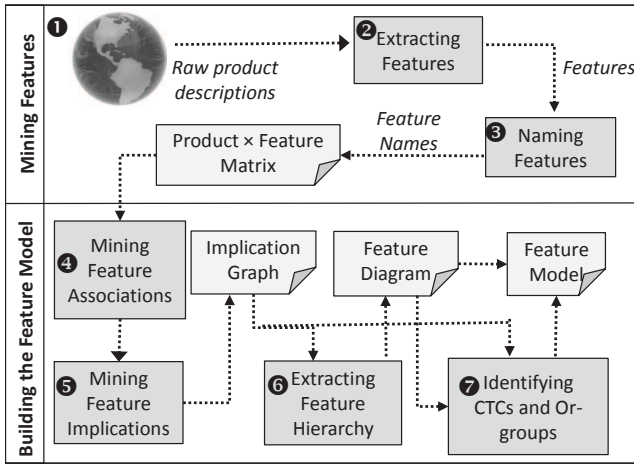 Mining Features
❶
Raw product
descriptions
❷ Extracting
Features
Features
❸ Naming
Features
Feature
Names
Product × Feature
Matrix
Building the Feature Model
❹ Mining
Feature
Associations
❺ Mining
Feature
Implications
Implication
Graph
❻ Extracting
Feature
Hierarchy
Feature
Diagram
❼ Identifying
CTCs and Or-
groups
Feature
Model